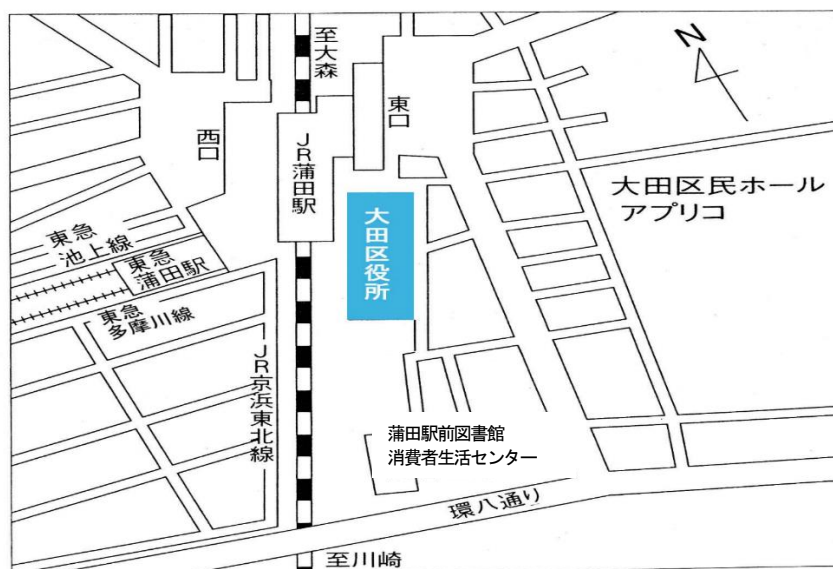 至大森
N
東口
西口
JR蒲田駅
大田区民ホール
アプリコ
大田区役所
東急
池上線
東急
蒲田駅
東急
多摩川線
JR京浜東北線
蒲田駅前図書館
消費者生活センター
環八通り
至川崎